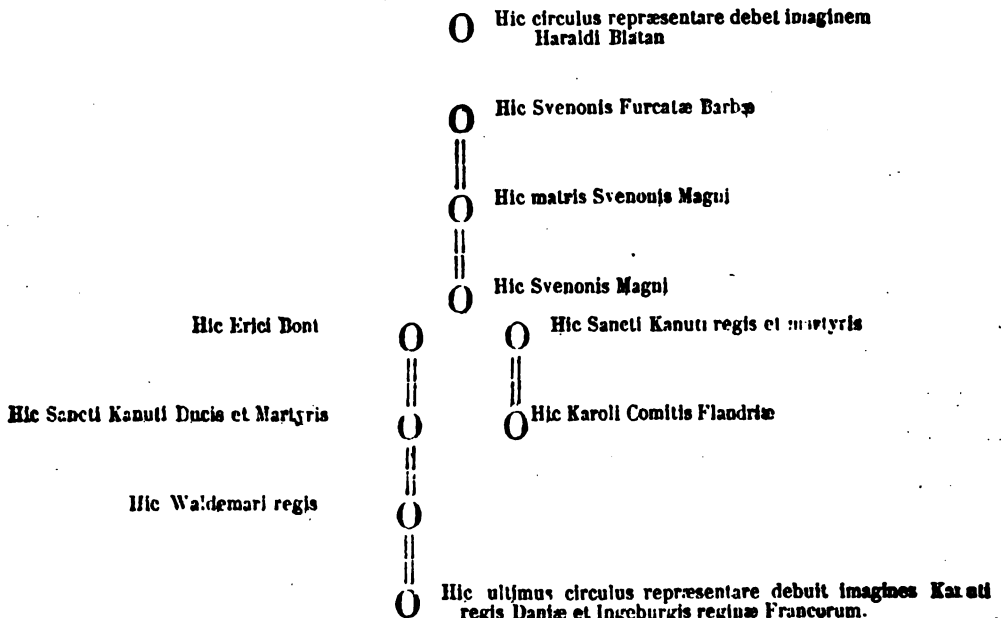 O Hic circulus repræsentare debet imaginem
Haraldi Blatan
O Hic Svenonis Furcatæ Barbæ
O Hic matris Svenonis Magni
O Hic Svenonis Magni
Hic Erici Boni O
O Hic Sancti Kanuti regis et martyris
Hic Sancti Kanuti Ducis et Martyris O
O Hic Karoli Comitis Flandriæ
Hic Waldemari regis O
O Hic ultimus circulus repræsentare debuit imagines Kanuti
regis Daniæ et Ingeburgis reginæ Francorum.